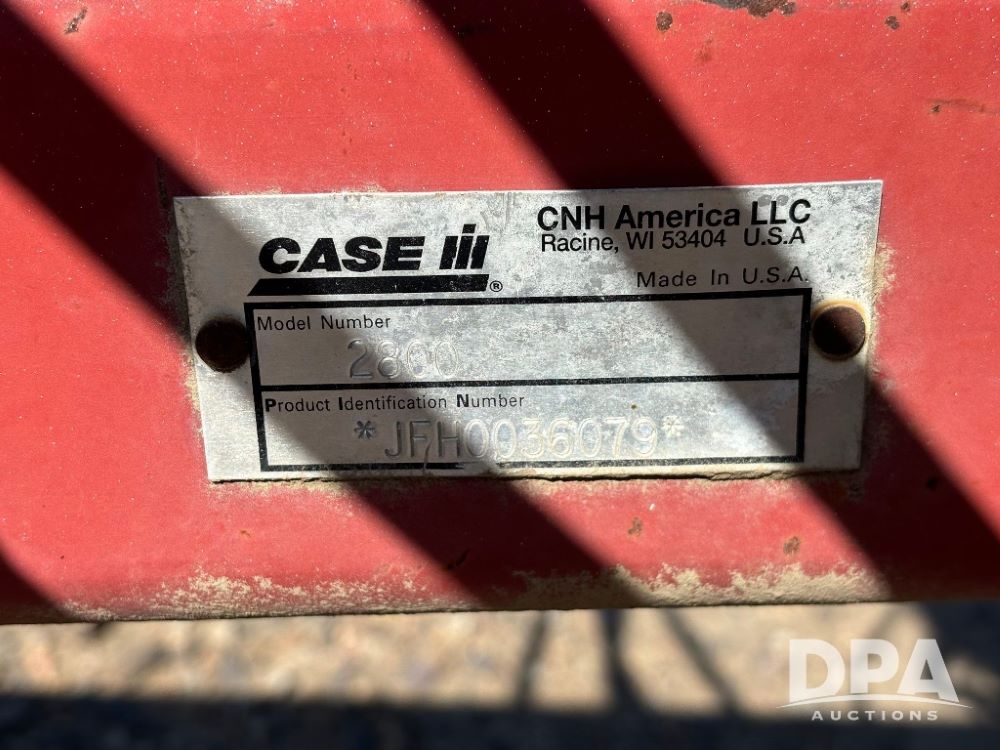 CASE IH®
CNH America LLC
Racine, WI 53404 U.S.A
Made In U.S.A.
Model Number
2800
Product Identification Number
*JFH0036079*
DPA
AUCTIONS